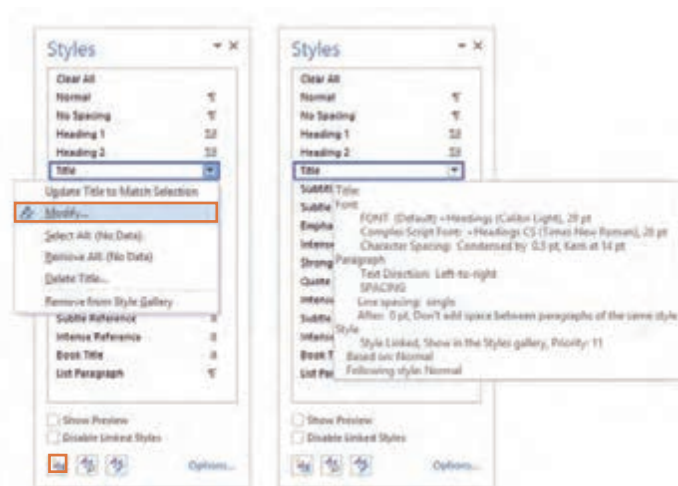 Styles
Clear All
Normal
No Spacing
Heading 1
Heading 2
Title
Update Title to Match Selection
Modify...
Select All: (No Data)
Remove All: (No Data)
Delete Title...
Remove from Style Gallery
Subtle Reference
Intense Reference
Book Title
List Paragraph
Show Preview
Disable Linked Styles
Options...
Styles
Clear All
Normal
No Spacing
Heading 1
Heading 2
Title
Title:
Font
FONT (Default) +Headings (Calibri Light), 28 pt
Complex Script Font: +Headings CS (Times New Roman), 28 pt
Character Spacing: Condensed by 0.5 pt, Kern at 14 pt
Paragraph
Text Direction: Left-to-right
SPACING
Line spacing: single
After: 0 pt, Don't add space between paragraphs of the same style
Style
Style Linked, Show in the Styles gallery, Priority: 11
Based on: Normal
Following style: Normal
Show Preview
Disable Linked Styles
Options...